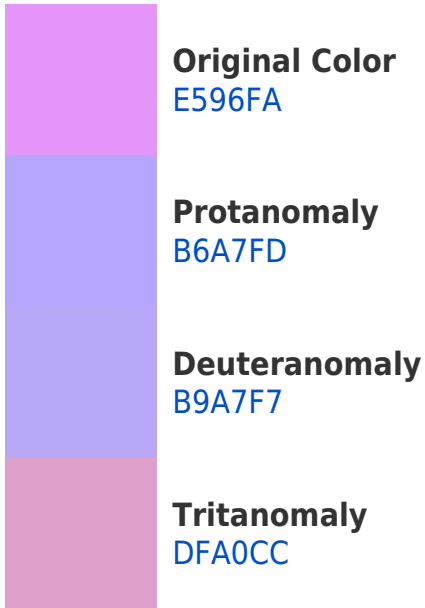 Original Color
E596FA
Protanomaly
B6A7FD
Deuteranomaly
B9A7F7
Tritanomaly
DFA0CC